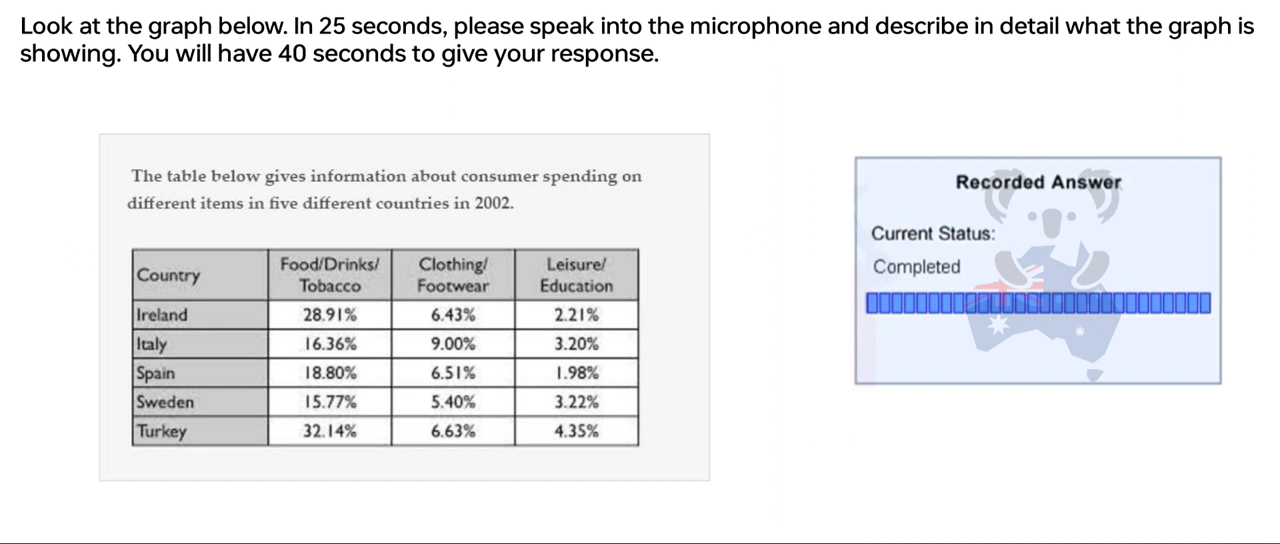 Look at the graph below. In 25 seconds, please speak into the microphone and describe in detail what the graph is
showing. You will have 40 seconds to give your response.
The table below gives information about consumer spending on
different items in five different countries in 2002.
Country Food/Drinks/ Tobacco Clothing/ Footwear Leisure/ Education
Ireland 28.91% 6.43% 2.21%
Italy 16.36% 9.00% 3.20%
Spain 18.80% 6.51% 1.98%
Sweden 15.77% 5.40% 3.22%
Turkey 32.14% 6.63% 4.35%
Recorded Answer
Current Status:
Completed